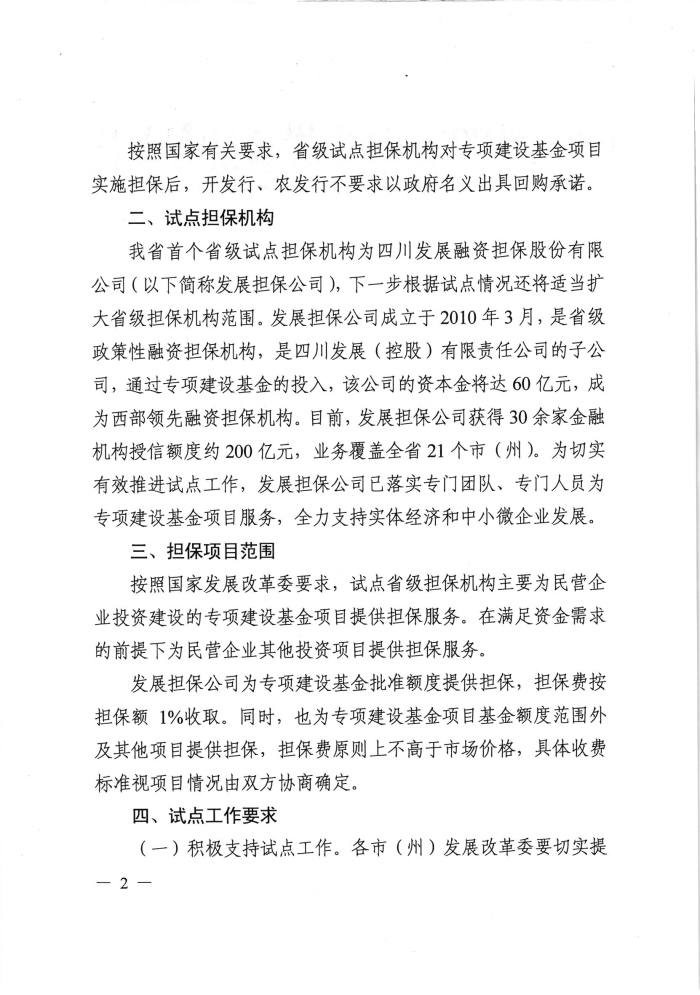 按照国家有关要求，省级试点担保机构对专项建设基金项目
实施担保后，开发行、农发行不要求以政府名义出具回购承诺。
二、试点担保机构
我省首个省级试点担保机构为四川发展融资担保股份有限
公司（以下简称发展担保公司），下一步根据试点情况还将适当扩
大省级担保机构范围。发展担保公司成立于2010年3月，是省级
政策性融资担保机构，是四川发展（控股）有限责任公司的子公
司，通过专项建设基金的投入，该公司的资本金将达60亿元，成
为西部领先融资担保机构。目前，发展担保公司获得30余家金融
机构授信额度约200亿元，业务覆盖全省21个市（州）。为切实
有效推进试点工作，发展担保公司已落实专门团队、专门人员为
专项建设基金项目服务，全力支持实体经济和中小微企业发展。
三、担保项目范围
按照国家发展改革委要求，试点省级担保机构主要为民营企
业投资建设的专项建设基金项目提供担保服务。在满足资金需求
的前提下为民营企业其他投资项目提供担保服务。
发展担保公司为专项建设基金批准额度提供担保，担保费按
担保额 1%收取。同时，也为专项建设基金项目基金额度范围外
及其他项目提供担保，担保费原则上不高于市场价格，具体收费
标准视项目情况由双方协商确定。
四、试点工作要求
（一）积极支持试点工作。各市（州）发展改革委要切实提
— 2 —